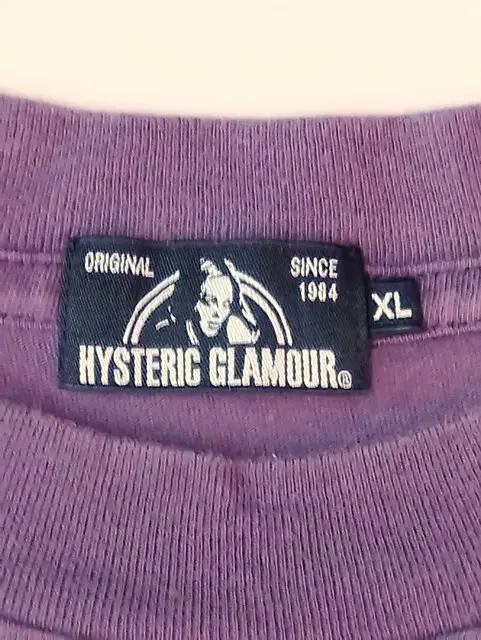 ORIGINAL
SINCE
1984
XL
HYSTERIC GLAMOUR®